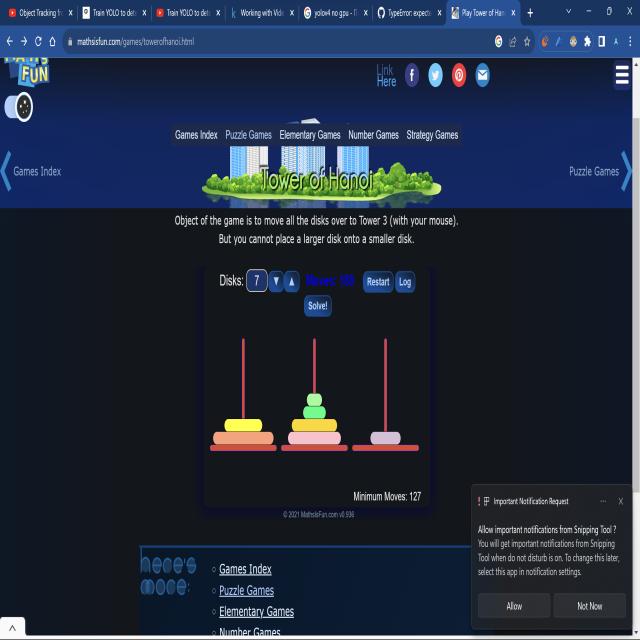 Object Tracking fr
Train YOLO to dete
Train YOLO to dete
Working with Vide
yolov4 no gpu - П
TypeError: expecte
Play Tower of Han
mathsisfun.com/games/towerofhanoi.html
FUN
Link
Here
Games Index Puzzle Games Elementary Games Number Games Strategy Games
Games Index
Tower of Hanoi
Puzzle Games
Object of the game is to move all the disks over to Tower 3 (with your mouse).
But you cannot place a larger disk onto a smaller disk.
Disks: 7 ▼ ▲ Moves: Restart Log
Solve!
Minimum Moves: 127
© 2021 MathsIsFun.com v0.936
Important Notification Request
Allow important notifications from Snipping Tool ?
You will get important notifications from Snipping
Tool when do not disturb is on. To change this later,
select this app in notification settings.
Allow Not Now
Games Index
Puzzle Games
Elementary Games
Number Games